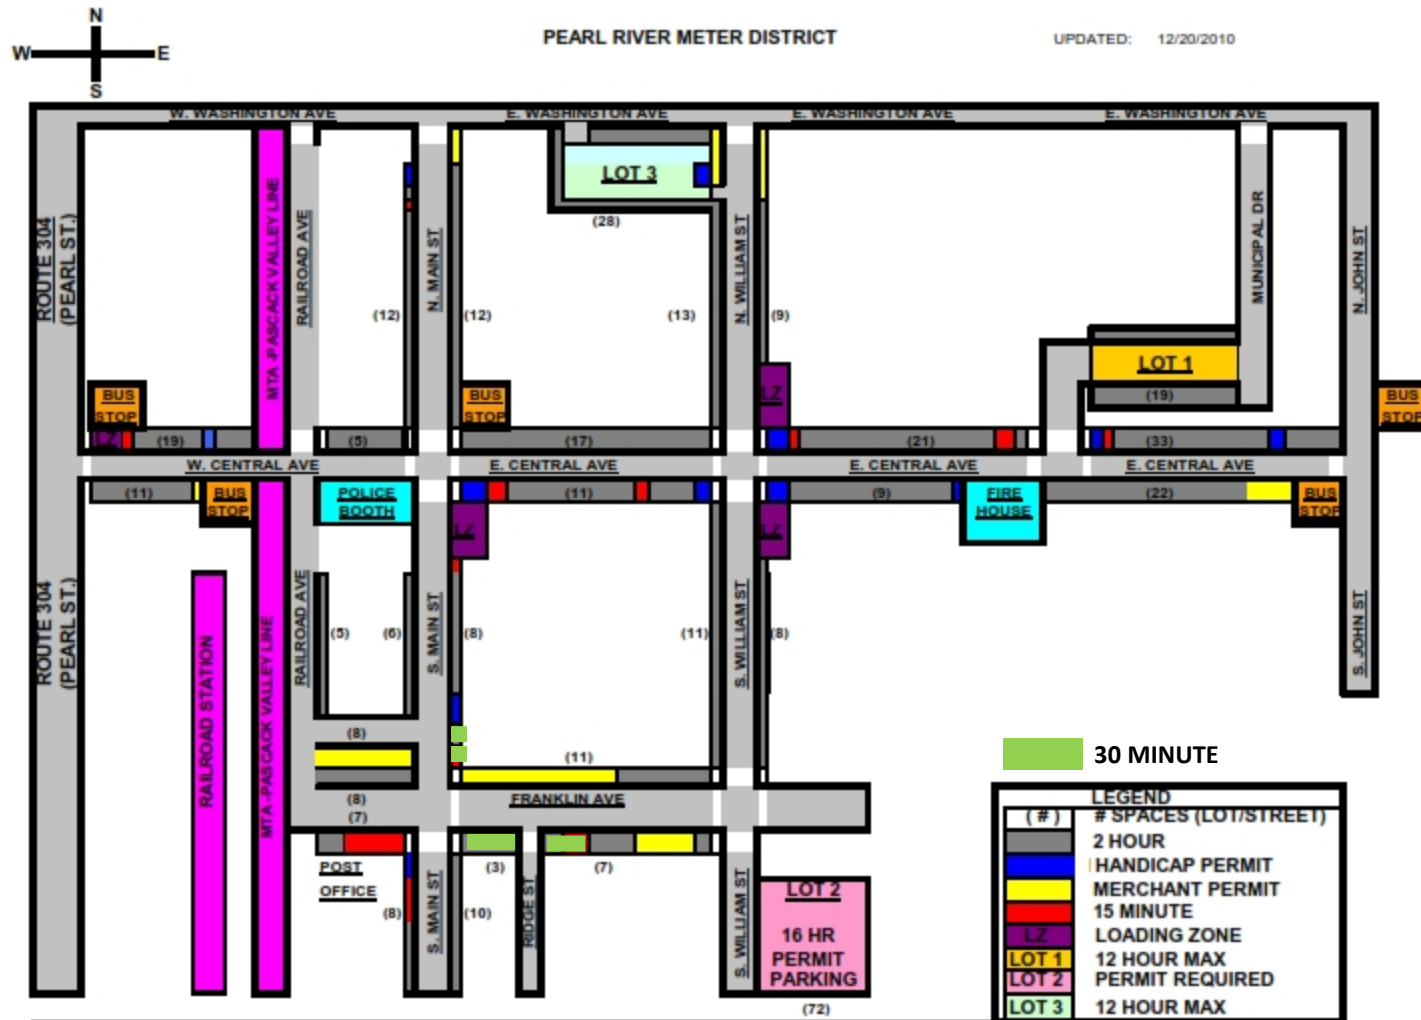 N
W
E
S
PEARL RIVER METER DISTRICT
UPDATED: 12/20/2010
W. WASHINGTON AVE
E. WASHINGTON AVE
E. WASHINGTON AVE
E. WASHINGTON AVE
ROUTE 304
(PEARL ST.)
MTA -PASCACK VALLEY LINE
RAILROAD AVE
N. MAIN ST
LOT 3
(28)
N. WILLIAM ST
MUNICIPAL DR
N. JOHN ST
(12)
(12)
(13)
(9)
LOT 1
(19)
BUS
STOP
BUS
STOP
LZ
BUS
STOP
LZ
(19)
(5)
(17)
(21)
(33)
W. CENTRAL AVE
E. CENTRAL AVE
E. CENTRAL AVE
E. CENTRAL AVE
(11)
BUS
STOP
POLICE
BOOTH
(11)
(9)
FIRE
HOUSE
(22)
BUS
STOP
LZ
LZ
ROUTE 304
(PEARL ST.)
RAILROAD STATION
MTA -PASCACK VALLEY LINE
RAILROAD AVE
(5)
(6)
S. MAIN ST
(8)
(11)
S. WILLIAM ST
(8)
S. JOHN ST
(8)
(11)
30 MINUTE
(8)
FRANKLIN AVE
(7)
POST
OFFICE
(8)
S. MAIN ST
(3)
(10)
RIDGE ST
(7)
S. WILLIAM ST
LOT 2
16 HR
PERMIT
PARKING
(72)
LEGEND
( # ) # SPACES (LOT/STREET)
2 HOUR
HANDICAP PERMIT
MERCHANT PERMIT
15 MINUTE
LZ LOADING ZONE
LOT 1 12 HOUR MAX
LOT 2 PERMIT REQUIRED
LOT 3 12 HOUR MAX